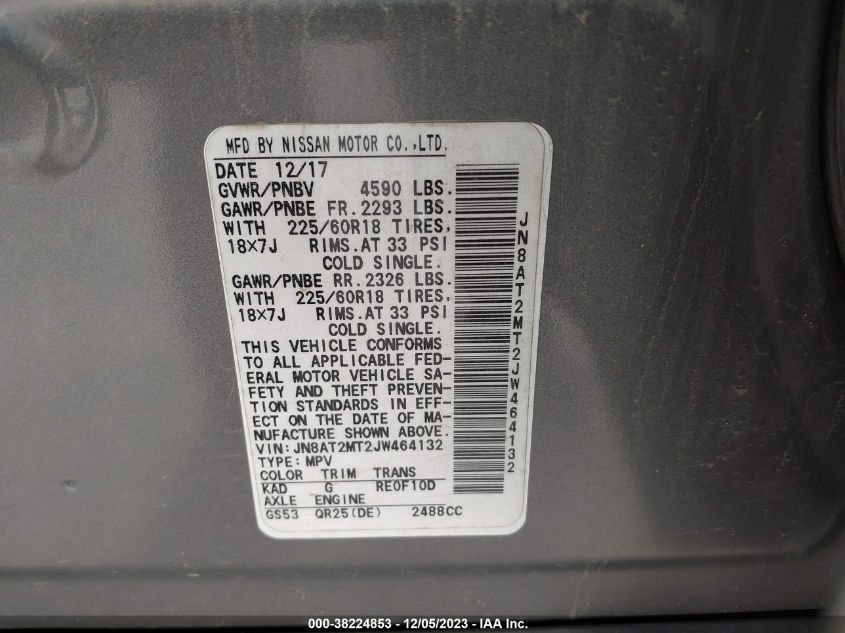 MFD BY NISSAN MOTOR CO.,LTD.
DATE 12/17
GVWR/PNBV 4590 LBS.
GAWR/PNBE FR.2293 LBS.
WITH 225/60R18 TIRES,
18×7J RIMS.AT 33 PSI
COLD SINGLE.
GAWR/PNBE RR.2326 LBS.
WITH 225/60R18 TIRES,
18×7J RIMS.AT 33 PSI
COLD SINGLE.
THIS VEHICLE CONFORMS
TO ALL APPLICABLE FED-
ERAL MOTOR VEHICLE SA-
FETY AND THEFT PREVEN-
TION STANDARDS IN EFF-
ECT ON THE DATE OF MA-
NUFACTURE SHOWN ABOVE.
VIN:JN8AT2MT2JW464132
TYPE:MPV
COLOR TRIM TRANS
KAD G RE0F10D
AXLE ENGINE
GS53 QR25(DE) 2488CC
JN8AT2MT2JW464132
000-38224853 - 12/05/2023 - IAA Inc.